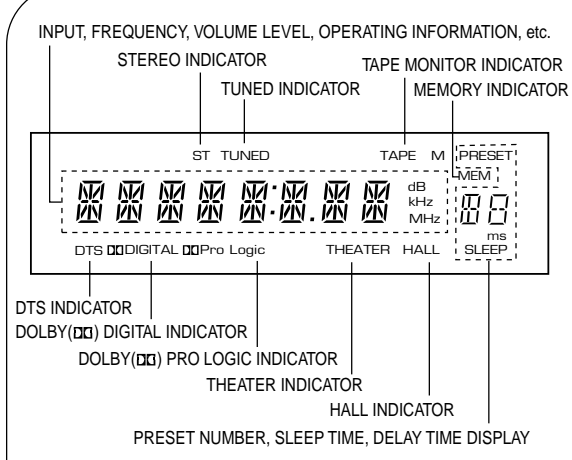 INPUT, FREQUENCY, VOLUME LEVEL, OPERATING INFORMATION, etc.
STEREO INDICATOR
TAPE MONITOR INDICATOR
TUNED INDICATOR
MEMORY INDICATOR
ST TUNED TAPE M PRESET
MEM
dB
kHz
MHz
ms
DTS DIGITAL Pro Logic THEATER HALL SLEEP
DTS INDICATOR
DOLBY( ) DIGITAL INDICATOR
DOLBY( ) PRO LOGIC INDICATOR
THEATER INDICATOR
HALL INDICATOR
PRESET NUMBER, SLEEP TIME, DELAY TIME DISPLAY